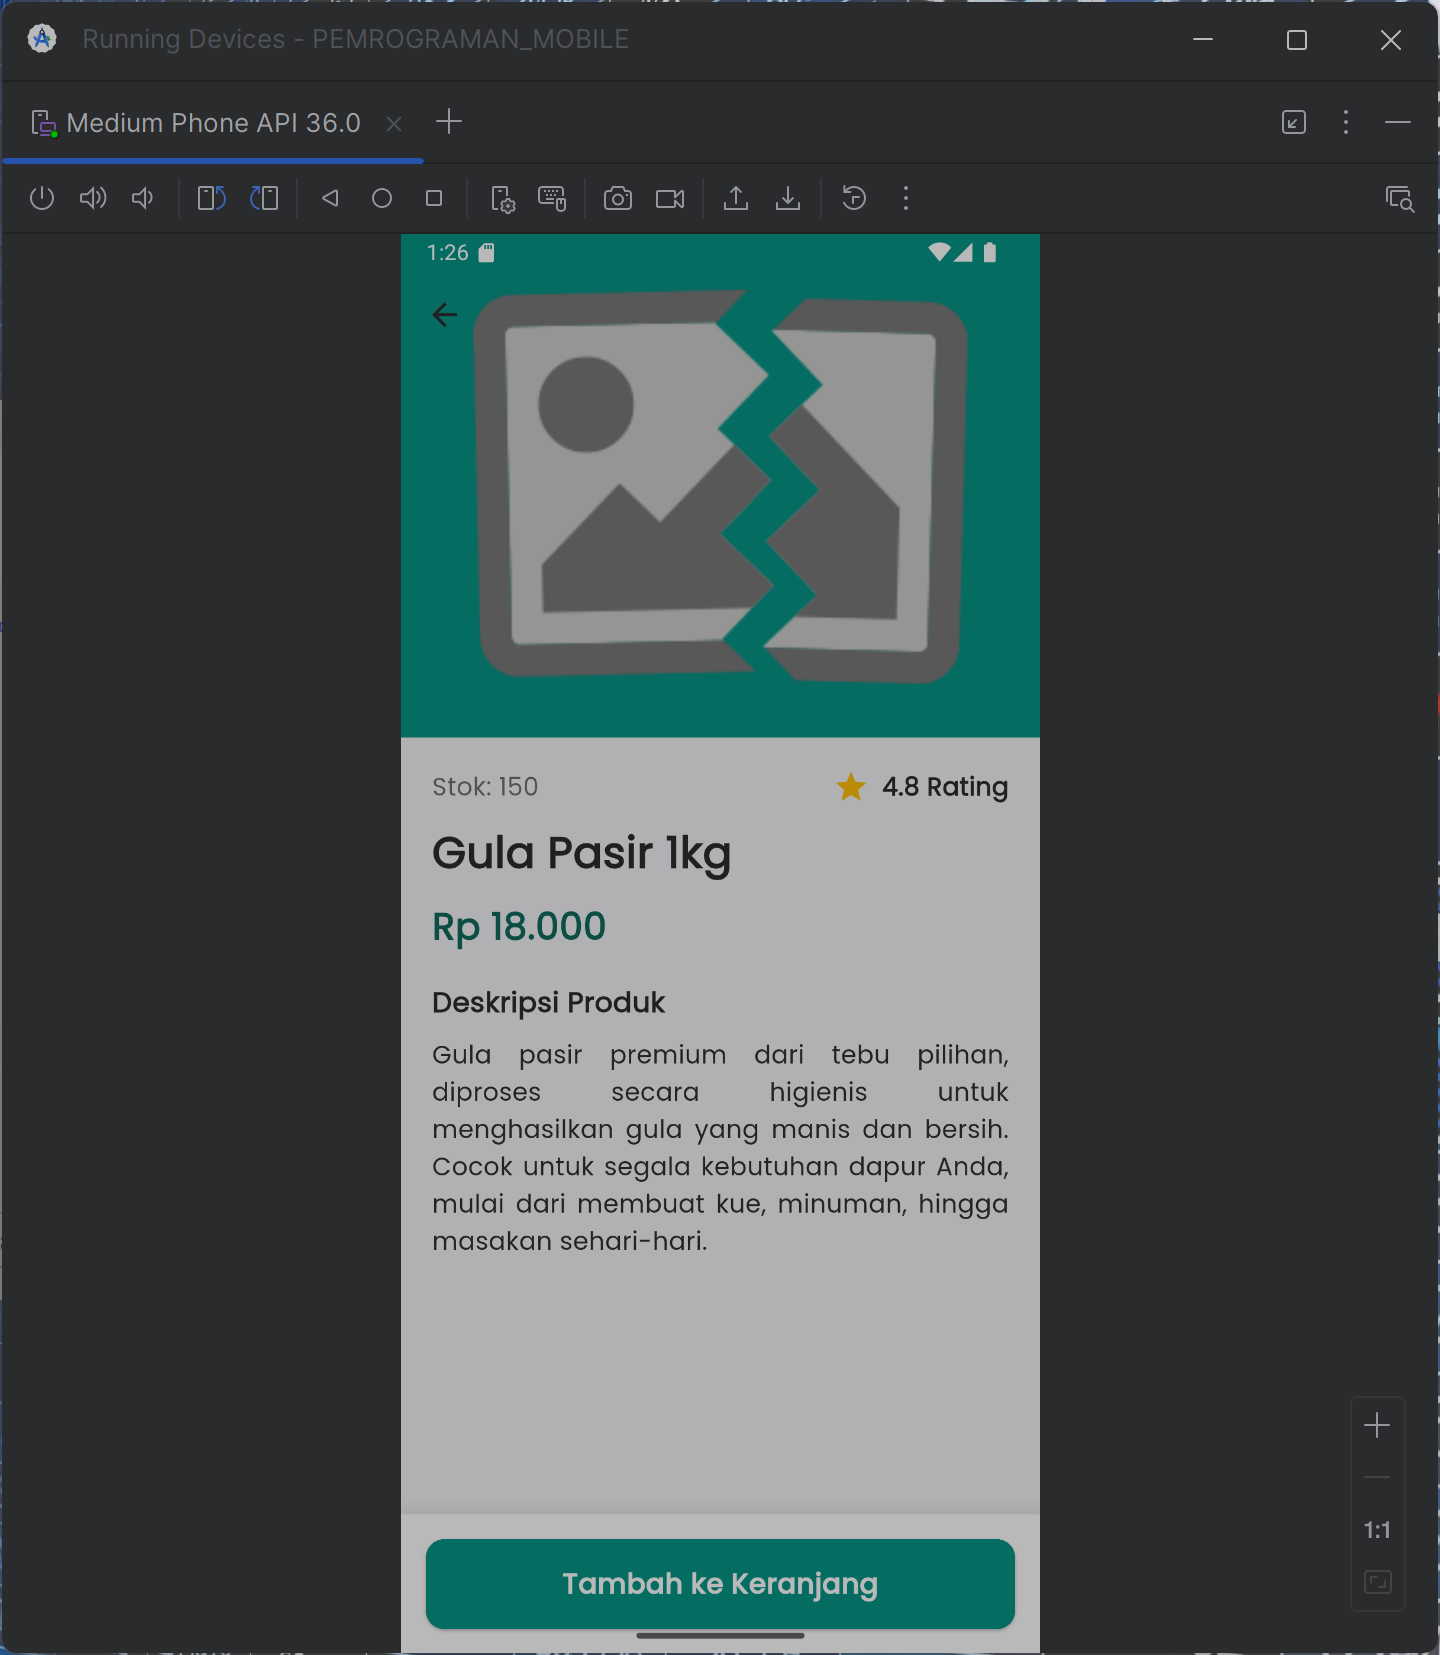 Running Devices - PEMROGRAMAN_MOBILE
Medium Phone API 36.0
1:26
Stok: 150
4.8 Rating
Gula Pasir 1kg
Rp 18.000
Deskripsi Produk
Gula pasir premium dari tebu pilihan,
diproses secara higienis untuk
menghasilkan gula yang manis dan bersih.
Cocok untuk segala kebutuhan dapur Anda,
mulai dari membuat kue, minuman, hingga
masakan sehari-hari.
1:1
Tambah ke Keranjang